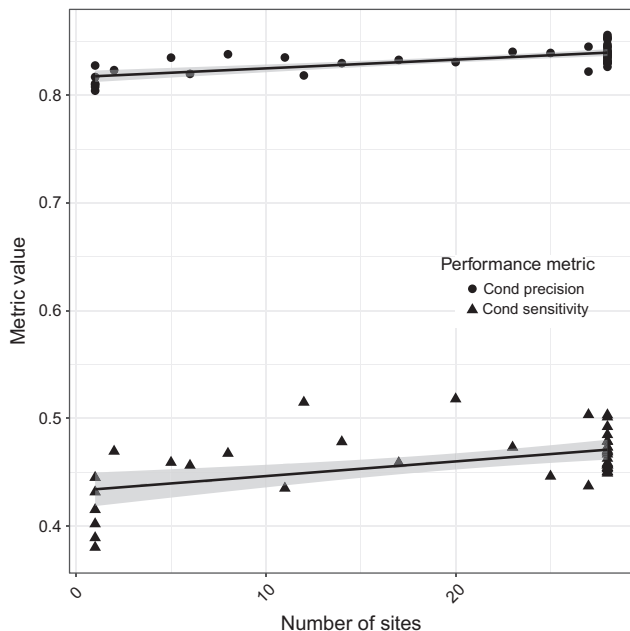 0.8
0.7
0.6
0.5
0.4
Metric value
Performance metric
Cond precision
Cond sensitivity
0
10
20
Number of sites